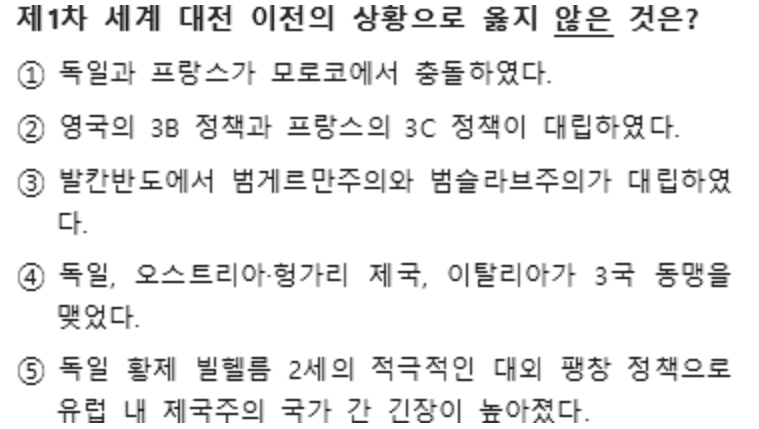 제1차 세계 대전 이전의 상황으로 옳지 않은 것은?
① 독일과 프랑스가 모로코에서 충돌하였다.
② 영국의 3B 정책과 프랑스의 3C 정책이 대립하였다.
③ 발칸반도에서 범게르만주의와 범슬라브주의가 대립하였
다.
④ 독일, 오스트리아·헝가리 제국, 이탈리아가 3국 동맹을
맺었다.
⑤ 독일 황제 빌헬름 2세의 적극적인 대외 팽창 정책으로
유럽 내 제국주의 국가 간 긴장이 높아졌다.